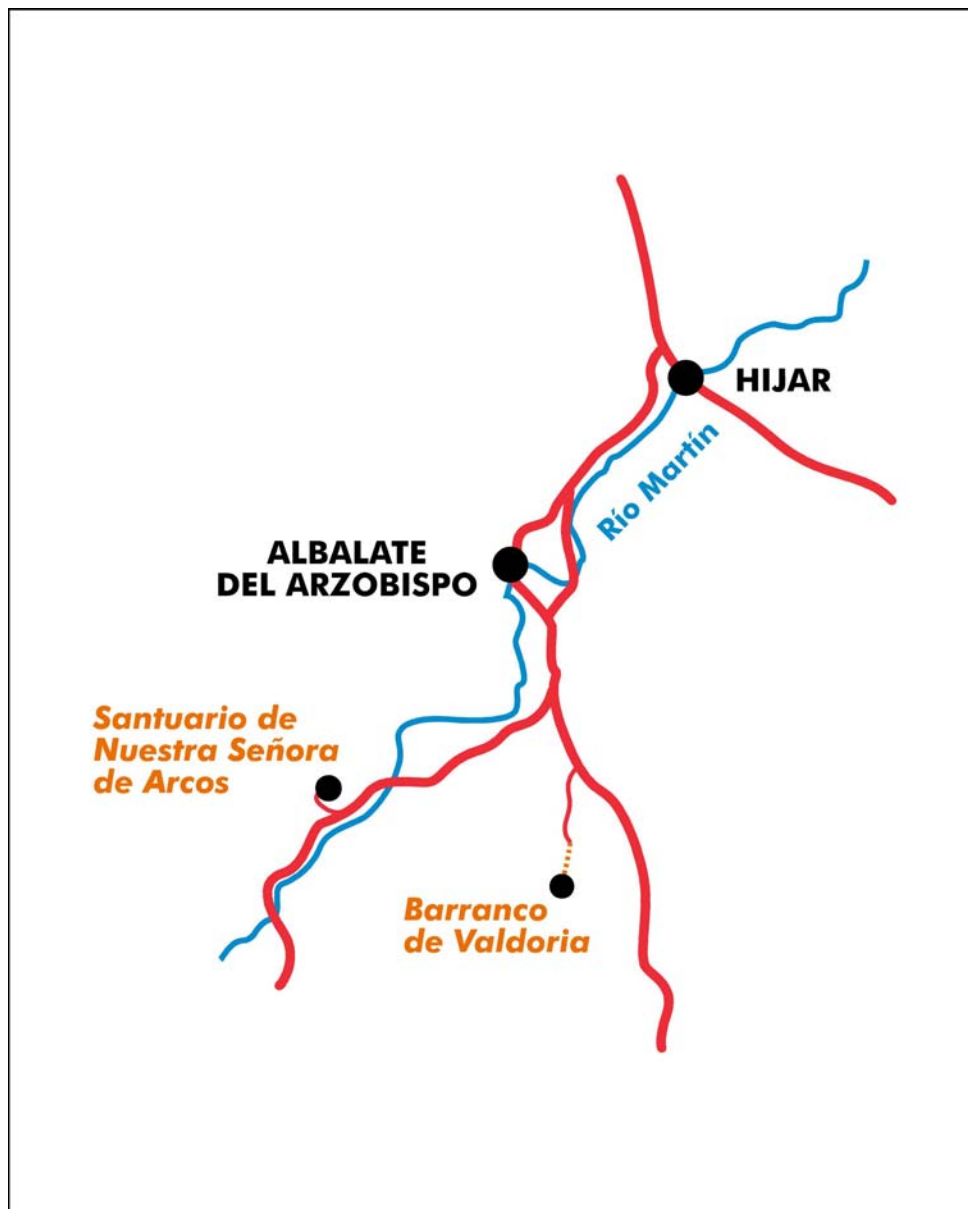 HIJAR
Río Martín
ALBALATE
DEL ARZOBISPO
Santuario de
Nuestra Señora
de Arcos
Barranco
de Valdoria